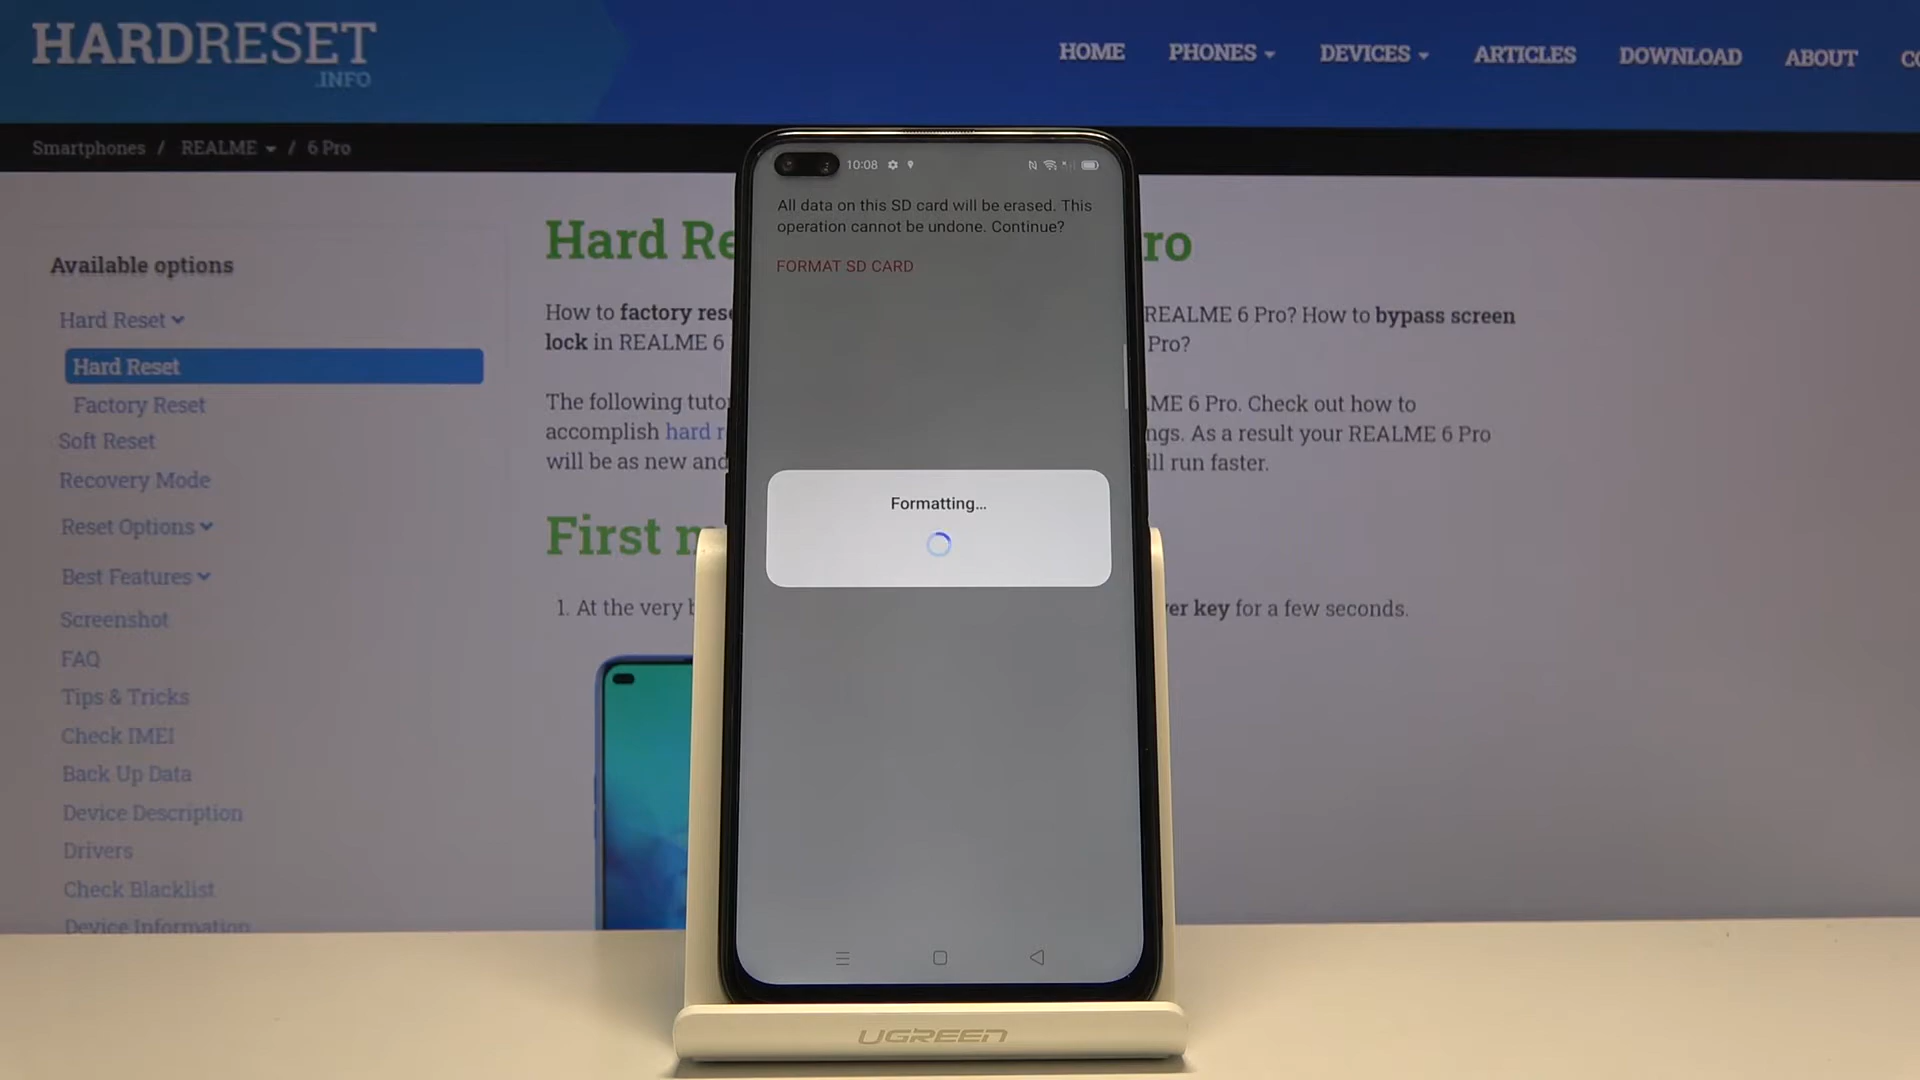 HARDRESET
.INFO
HOME PHONES DEVICES ARTICLES DOWNLOAD ABOUT
Smartphones / REALME / 6 Pro
Available options
Hard Reset
Hard Reset
Factory Reset
Soft Reset
Recovery Mode
Reset Options
Best Features
Screenshot
FAQ
Tips & Tricks
Check IMEI
Back Up Data
Device Description
Drivers
Check Blacklist
Device Information
Hard Re ro
How to factory res REALME 6 Pro? How to bypass screen
lock in REALME 6 Pro?
The following tuto ME 6 Pro. Check out how to
accomplish hard r ngs. As a result your REALME 6 Pro
will be as new and ill run faster.
First
1. At the very b er key for a few seconds.
10:08
All data on this SD card will be erased. This
operation cannot be undone. Continue?
FORMAT SD CARD
Formatting...
UGREEN